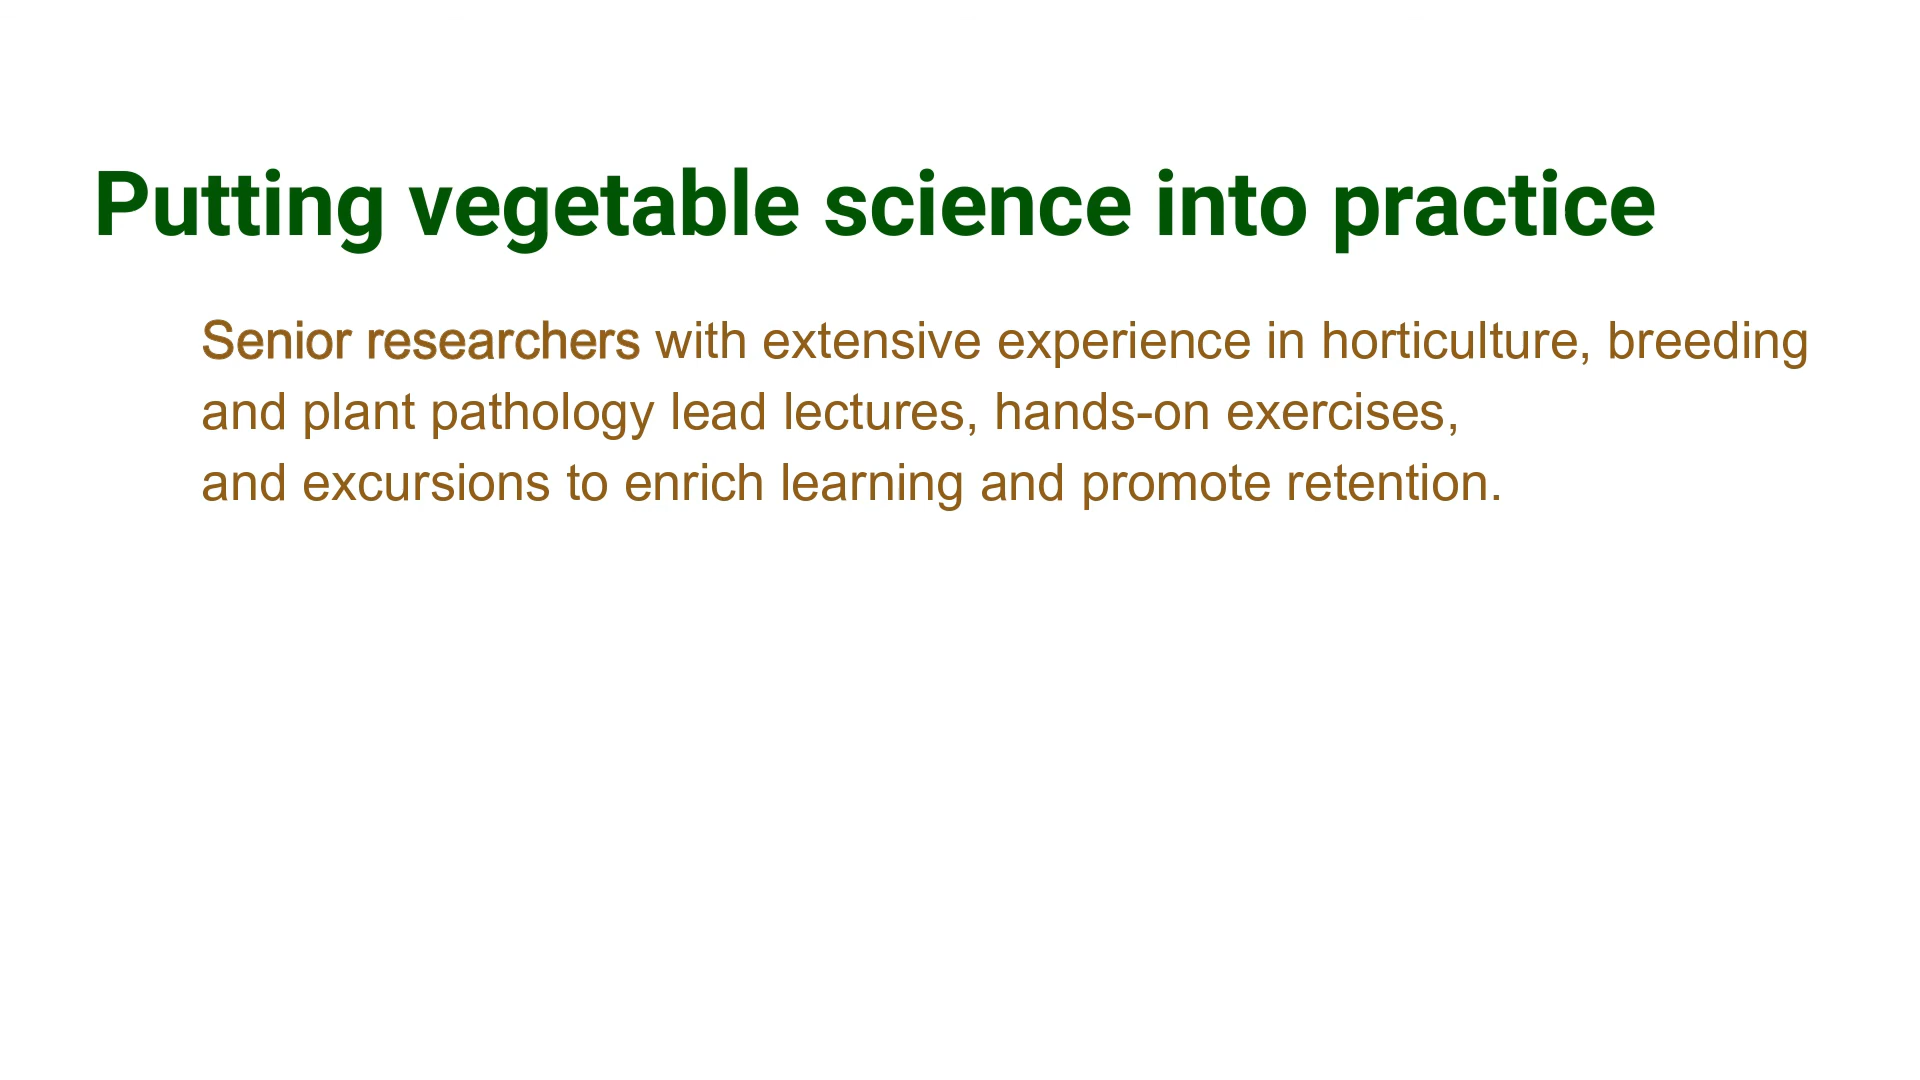 Putting vegetable science into practice
Senior researchers with extensive experience in horticulture, breeding
and plant pathology lead lectures, hands-on exercises,
and excursions to enrich learning and promote retention.